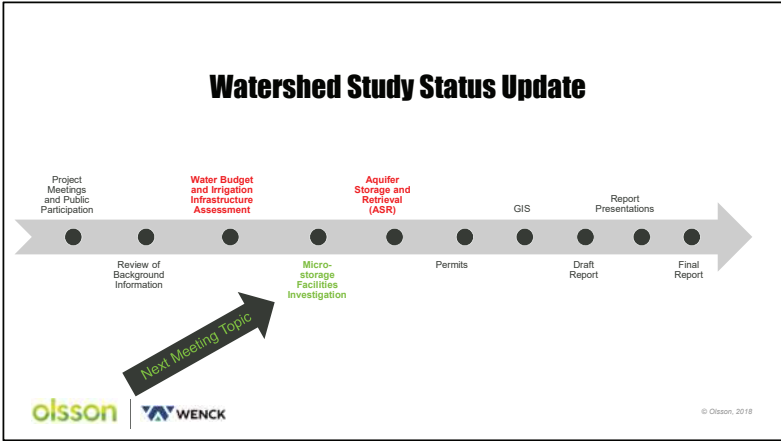 Watershed Study Status Update
Project
Meetings
and Public
Participation
Review of
Background
Information
Water Budget
and Irrigation
Infrastructure
Assessment
Micro-
storage
Facilities
Investigation
Aquifer
Storage and
Retrieval
(ASR)
Permits
GIS
Draft
Report
Report
Presentations
Final
Report
Next Meeting Topic
olsson
WENCK
© Olsson, 2018